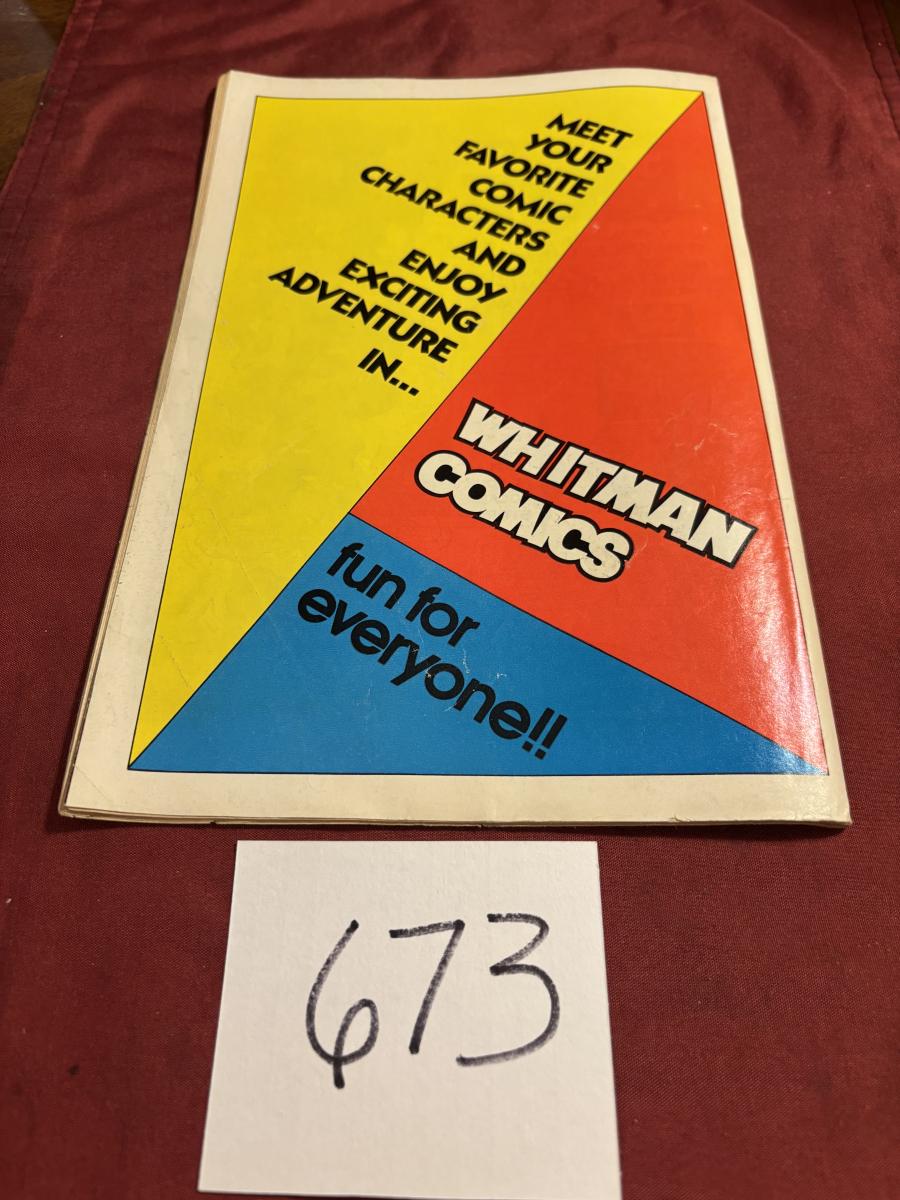 MEET
YOUR
FAVORITE
COMIC
CHARACTERS
AND
ENJOY
EXCITING
ADVENTURE
IN...
WHITMAN
COMICS
fun for
everyone!!
673